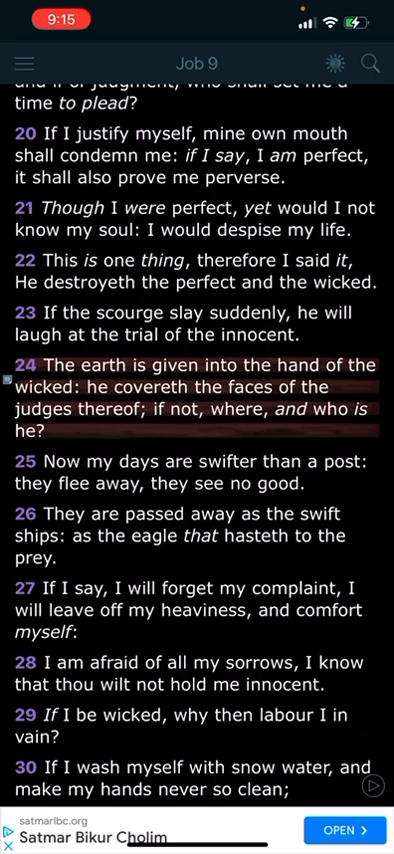 9:15
Job 9
and if of judgment, who shall set me a
time to plead?
20 If I justify myself, mine own mouth
shall condemn me: if I say, I am perfect,
it shall also prove me perverse.
21 Though I were perfect, yet would I not
know my soul: I would despise my life.
22 This is one thing, therefore I said it,
He destroyeth the perfect and the wicked.
23 If the scourge slay suddenly, he will
laugh at the trial of the innocent.
24 The earth is given into the hand of the
wicked: he covereth the faces of the
judges thereof; if not, where, and who is
he?
25 Now my days are swifter than a post:
they flee away, they see no good.
26 They are passed away as the swift
ships: as the eagle that hasteth to the
prey.
27 If I say, I will forget my complaint, I
will leave off my heaviness, and comfort
myself:
28 I am afraid of all my sorrows, I know
that thou wilt not hold me innocent.
29 If I be wicked, why then labour I in
vain?
30 If I wash myself with snow water, and
make my hands never so clean;
satmarlbc.org
Satmar Bikur Cholim
OPEN